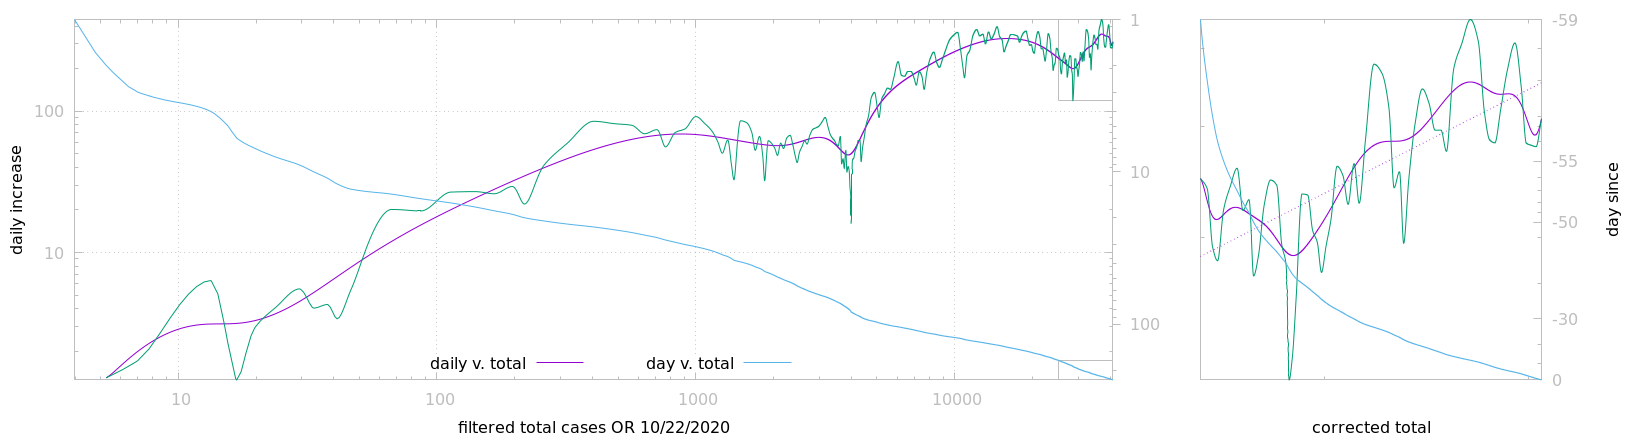 daily increase
100
10
daily v. total
day v. total
10
100
1000
10000
filtered total cases OR 10/22/2020
1
10
100
-59
-55
-50
-30
0
day since
corrected total